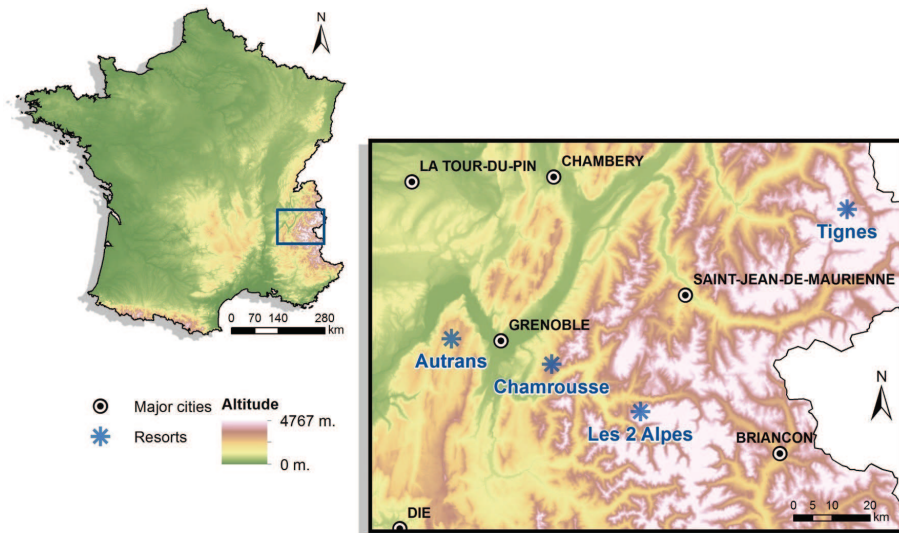 N
0 70 140 280
km
Major cities
Resorts
Altitude
4767 m.
0 m.
LA TOUR-DU-PIN
CHAMBERY
Tignes
SAINT-JEAN-DE-MAURIENNE
GRENOBLE
Autrans
Chamrousse
N
Les 2 Alpes
BRIANCON
DIE
0 5 10 20
km